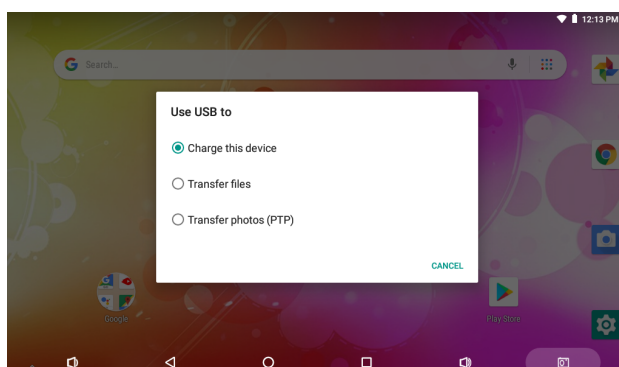 12:13 PM
G Search...
Use USB to
Charge this device
Transfer files
Transfer photos (PTP)
CANCEL
Google
Play Store